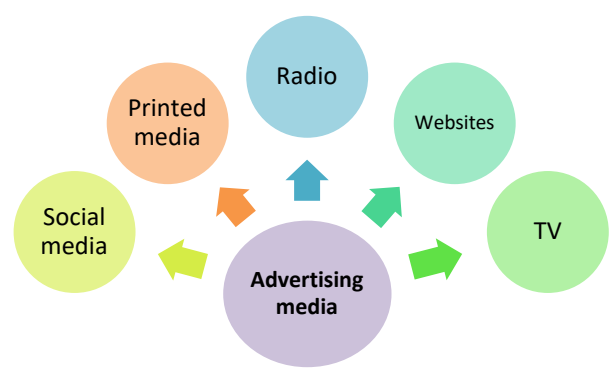 Radio
Printed
media
Websites
Social
media
TV
Advertising
media